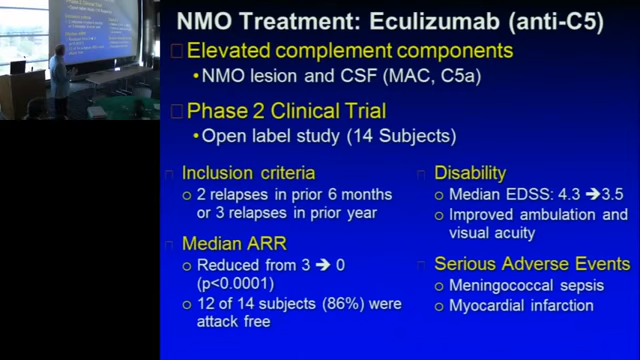 NMO Treatment: Eculizumab (anti-C5)
Elevated complement components
•NMO lesion and CSF (MAC, C5a)
Phase 2 Clinical Trial
•Open label study (14 Subjects)
Inclusion criteria
2 relapses in prior 6 months
or 3 relapses in prior year
Median ARR
Reduced from 3 → 0
(p<0.0001)
12 of 14 subjects (86%) were
attack free
Disability
Median EDSS: 4.3 →3.5
Improved ambulation and
visual acuity
Serious Adverse Events
Meningococcal sepsis
Myocardial infarction